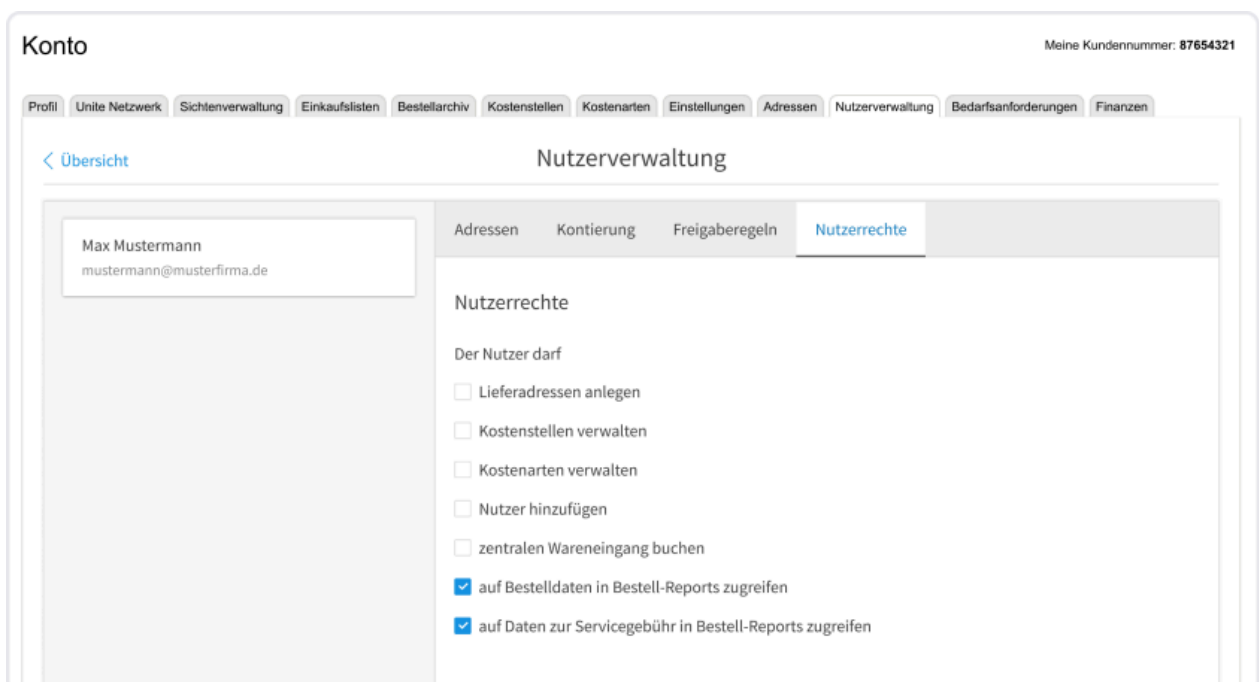 Konto
Meine Kundennummer: 87654321
Profil Unite Netzwerk Sichtenverwaltung Einkaufslisten Bestellarchiv Kostenstellen Kostenarten Einstellungen Adressen Nutzerverwaltung Bedarfsanforderungen Finanzen
Übersicht
Nutzerverwaltung
Max Mustermann
mustermann@musterfirma.de
Adressen Kontierung Freigaberegeln Nutzerrechte
Nutzerrechte
Der Nutzer darf
Lieferadressen anlegen
Kostenstellen verwalten
Kostenarten verwalten
Nutzer hinzufügen
zentralen Wareneingang buchen
auf Bestelldaten in Bestell-Reports zugreifen
auf Daten zur Servicegebühr in Bestell-Reports zugreifen